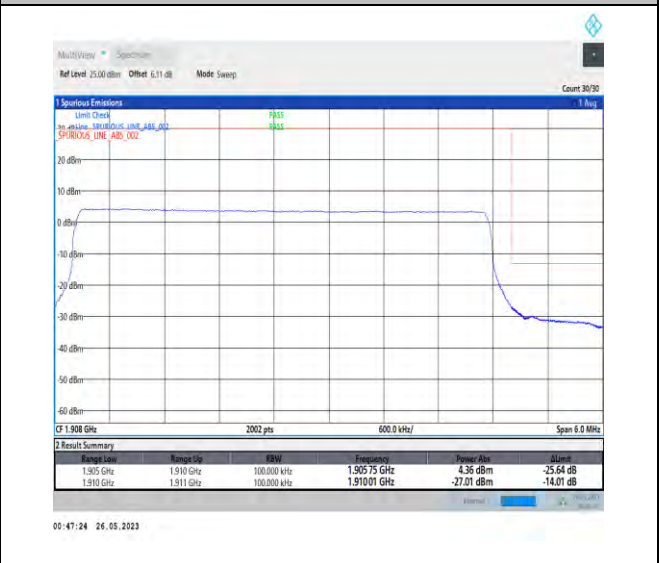 MultiView Spectrum
Ref Level 25.00 dBm Offset 6.11 dB Mode Sweep
Count 30/30
1 Spurious Emissions 1 Avg
Limit Check PASS
Line _SPURIOUS_LINE_ABS_002 PASS
_SPURIOUS_LINE_ABS_002
20 dBm
10 dBm
0 dBm
-10 dBm
-20 dBm
-30 dBm
-40 dBm
-50 dBm
-60 dBm
CF 1.908 GHz 2002 pts 600.0 kHz/ Span 6.0 MHz
2 Result Summary
Range Low Range Up RBW Frequency Power Abs ΔLimit
1.905 GHz 1.910 GHz 100.000 kHz 1.90575 GHz 4.36 dBm -25.64 dB
1.910 GHz 1.911 GHz 100.000 kHz 1.91001 GHz -27.01 dBm -14.01 dB
00:47:24 26.05.2023